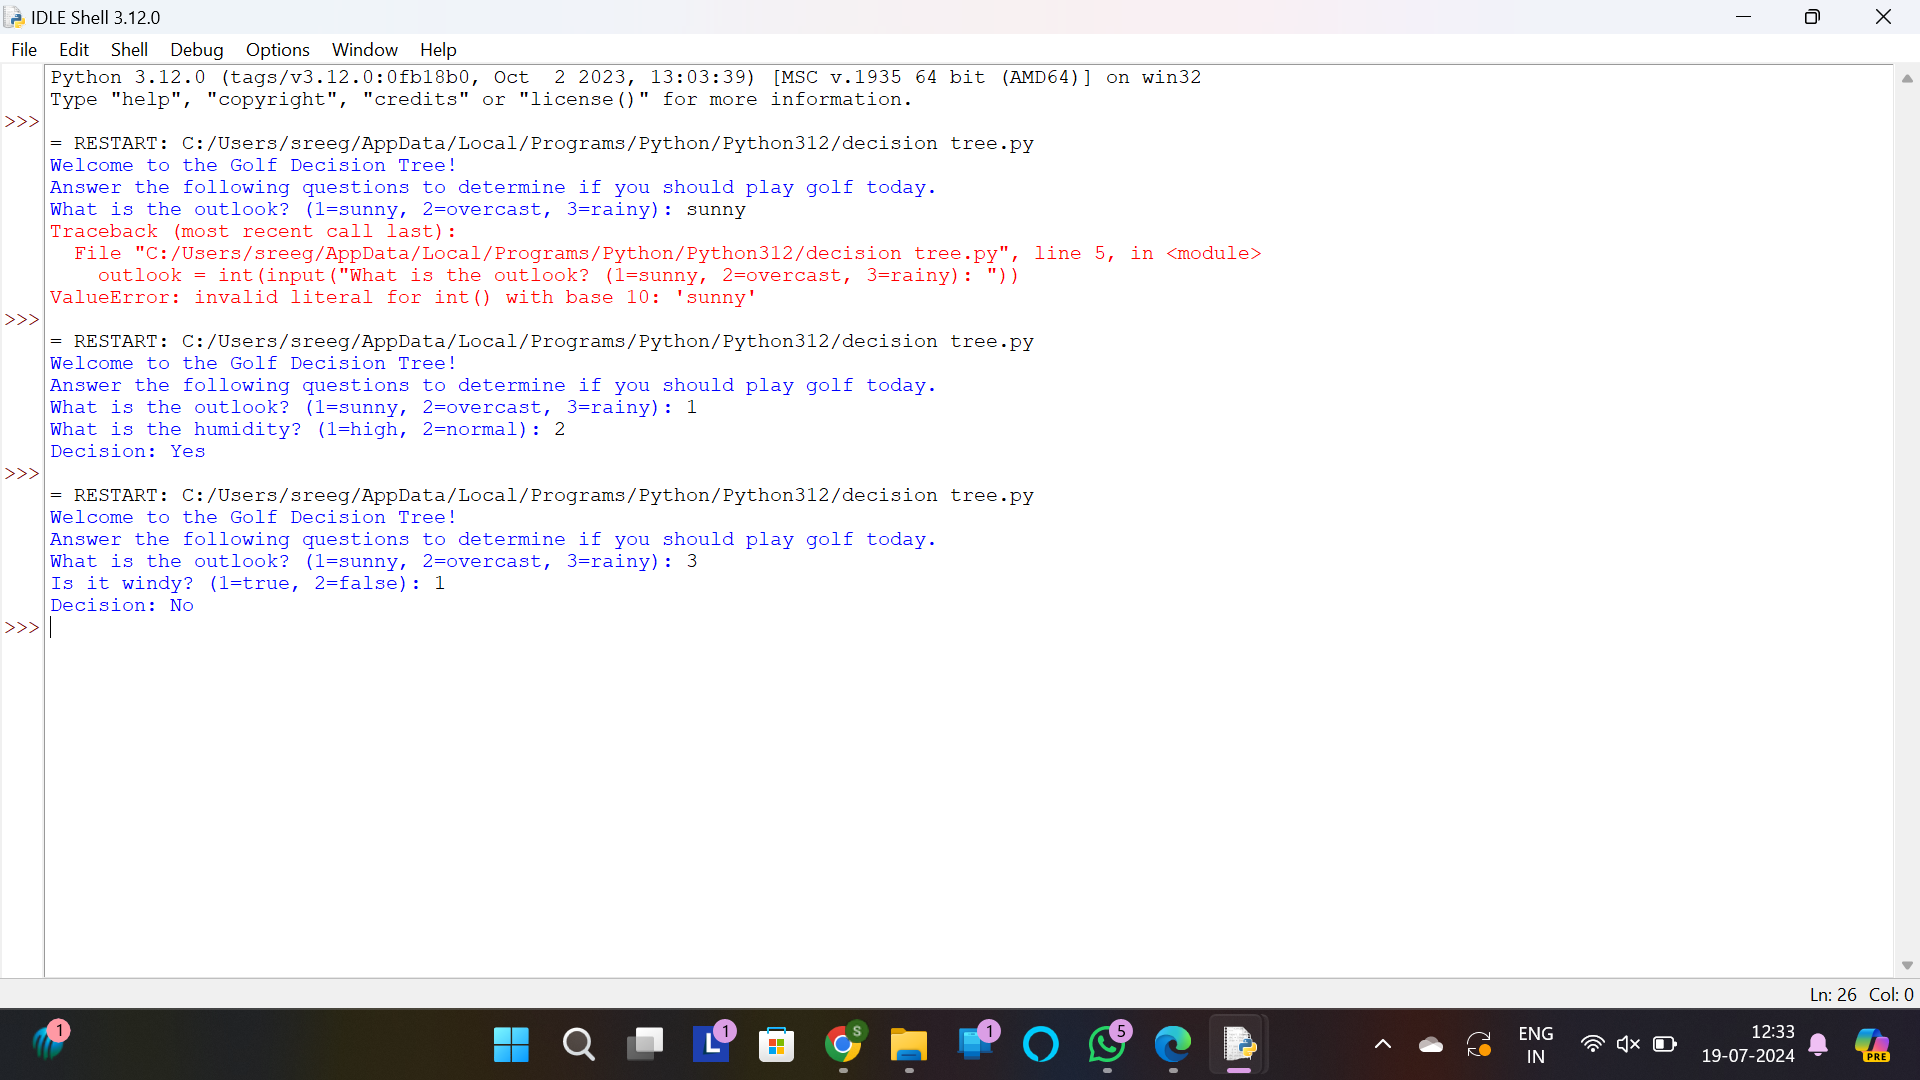 IDLE Shell 3.12.0
File Edit Shell Debug Options Window Help
Python 3.12.0 (tags/v3.12.0:0fb18b0, Oct  2 2023, 13:03:39) [MSC v.1935 64 bit (AMD64)] on win32
Type "help", "copyright", "credits" or "license()" for more information.
>>>
= RESTART: C:/Users/sreeg/AppData/Local/Programs/Python/Python312/decision tree.py
Welcome to the Golf Decision Tree!
Answer the following questions to determine if you should play golf today.
What is the outlook? (1=sunny, 2=overcast, 3=rainy): sunny
Traceback (most recent call last):
  File "C:/Users/sreeg/AppData/Local/Programs/Python/Python312/decision tree.py", line 5, in <module>
    outlook = int(input("What is the outlook? (1=sunny, 2=overcast, 3=rainy): "))
ValueError: invalid literal for int() with base 10: 'sunny'
>>>
= RESTART: C:/Users/sreeg/AppData/Local/Programs/Python/Python312/decision tree.py
Welcome to the Golf Decision Tree!
Answer the following questions to determine if you should play golf today.
What is the outlook? (1=sunny, 2=overcast, 3=rainy): 1
What is the humidity? (1=high, 2=normal): 2
Decision: Yes
>>>
= RESTART: C:/Users/sreeg/AppData/Local/Programs/Python/Python312/decision tree.py
Welcome to the Golf Decision Tree!
Answer the following questions to determine if you should play golf today.
What is the outlook? (1=sunny, 2=overcast, 3=rainy): 3
Is it windy? (1=true, 2=false): 1
Decision: No
>>>
Ln: 26 Col: 0
1
L 1
S
1
5
ENG
IN
12:33
19-07-2024
PRE